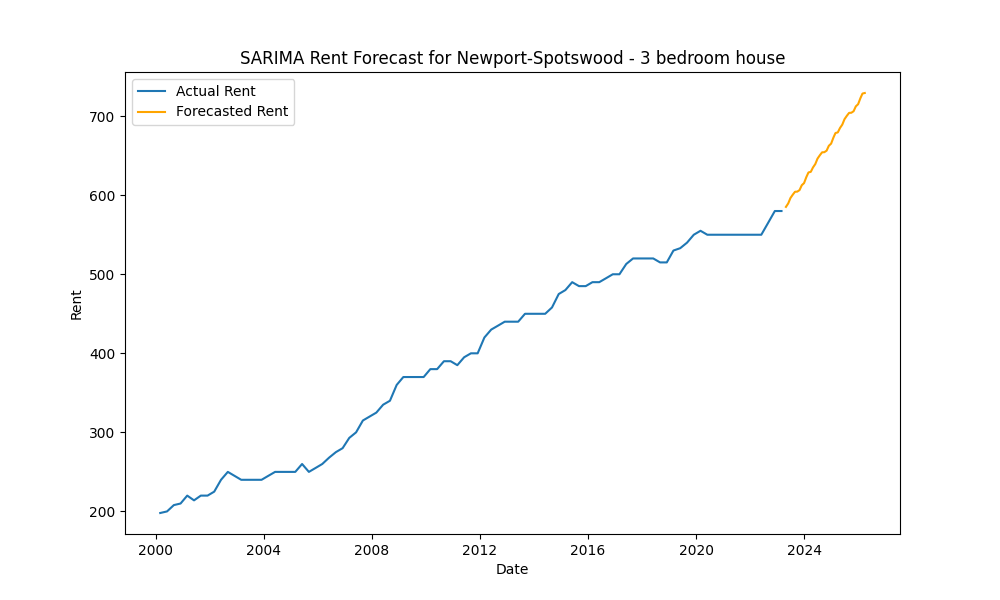 SARIMA Rent Forecast for Newport-Spotswood - 3 bedroom house
Actual Rent
Forecasted Rent
700
600
500
400
300
200
Rent
2000
2004
2008
2012
2016
2020
2024
Date